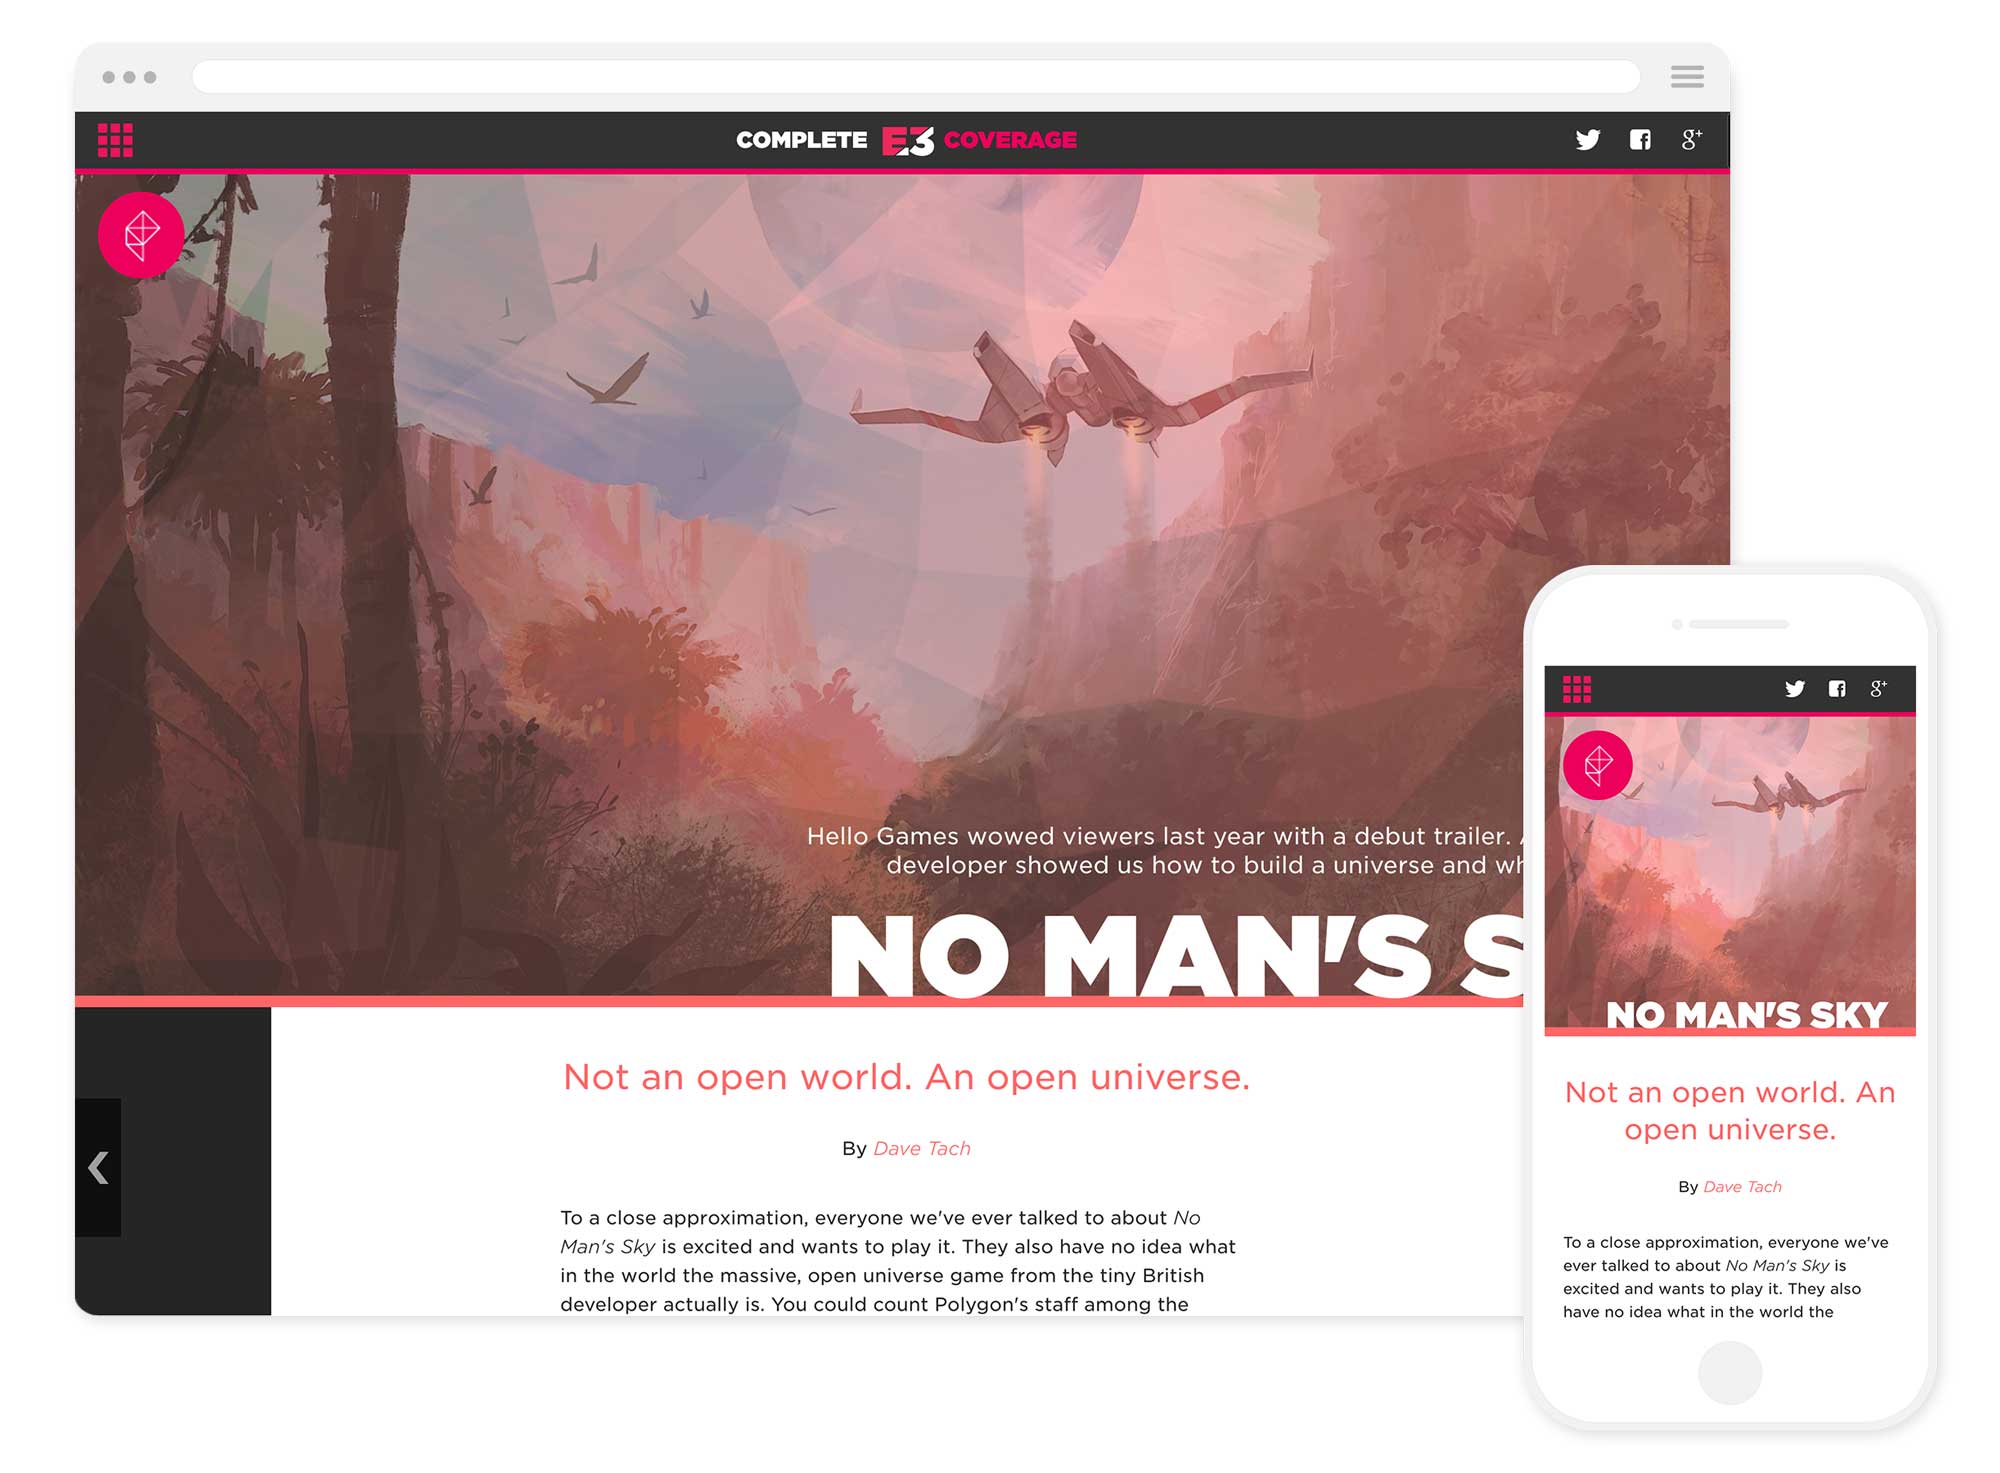 COMPLETE E3 COVERAGE
Hello Games wowed viewers last year with a debut trailer.
developer showed us how to build a universe and
NO MAN'S S
Not an open world. An open universe.
By Dave Tach
To a close approximation, everyone we've ever talked to about No
Man's Sky is excited and wants to play it. They also have no idea what
in the world the massive, open universe game from the tiny British
developer actually is. You could count Polygon's staff among the
g+
NO MAN'S SKY
Not an open world. An
open universe.
By Dave Tach
To a close approximation, everyone we've
ever talked to about No Man's Sky is
excited and wants to play it. They also
have no idea what in the world the